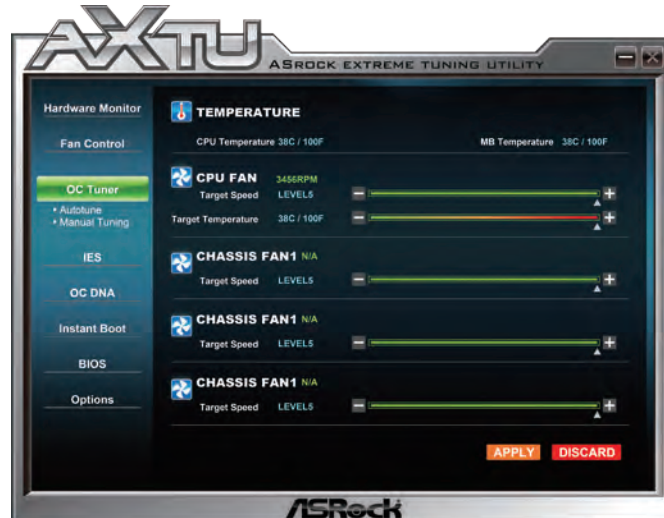 AXTU
ASROCK EXTREME TUNING UTILITY
Hardware Monitor
Fan Control
OC Tuner
• Autotune
• Manual Tuning
IES
OC DNA
Instant Boot
BIOS
Options
TEMPERATURE
CPU Temperature 38C / 100F
MB Temperature 38C / 100F
CPU FAN 3456RPM
Target Speed LEVEL5
Target Temperature 38C / 100F
CHASSIS FAN1 N/A
Target Speed LEVEL5
CHASSIS FAN1 N/A
Target Speed LEVEL5
CHASSIS FAN1 N/A
Target Speed LEVEL5
APPLY DISCARD
ASRock